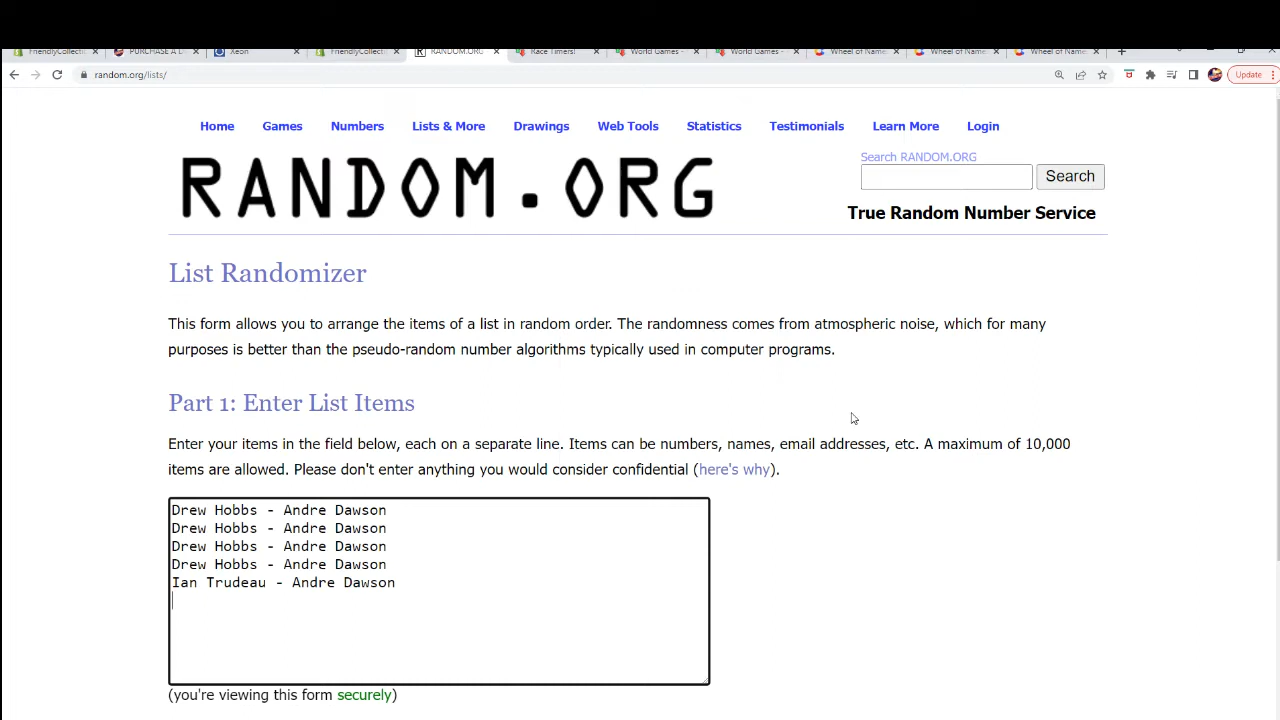 FriendlyCollecti
PURCHASE A L
Xeon
FriendlyCollecti
RANDOM.ORG
Race Timers!
World Games -
World Games -
Wheel of Name
Wheel of Name
Wheel of Name
random.org/lists/
Update
Home Games Numbers Lists & More Drawings Web Tools Statistics Testimonials Learn More Login
RANDOM.ORG
Search RANDOM.ORG
Search
True Random Number Service
List Randomizer
This form allows you to arrange the items of a list in random order. The randomness comes from atmospheric noise, which for many
purposes is better than the pseudo-random number algorithms typically used in computer programs.
Part 1: Enter List Items
Enter your items in the field below, each on a separate line. Items can be numbers, names, email addresses, etc. A maximum of 10,000
items are allowed. Please don't enter anything you would consider confidential (here's why).
Drew Hobbs - Andre Dawson
Drew Hobbs - Andre Dawson
Drew Hobbs - Andre Dawson
Drew Hobbs - Andre Dawson
Ian Trudeau - Andre Dawson
(you're viewing this form securely)